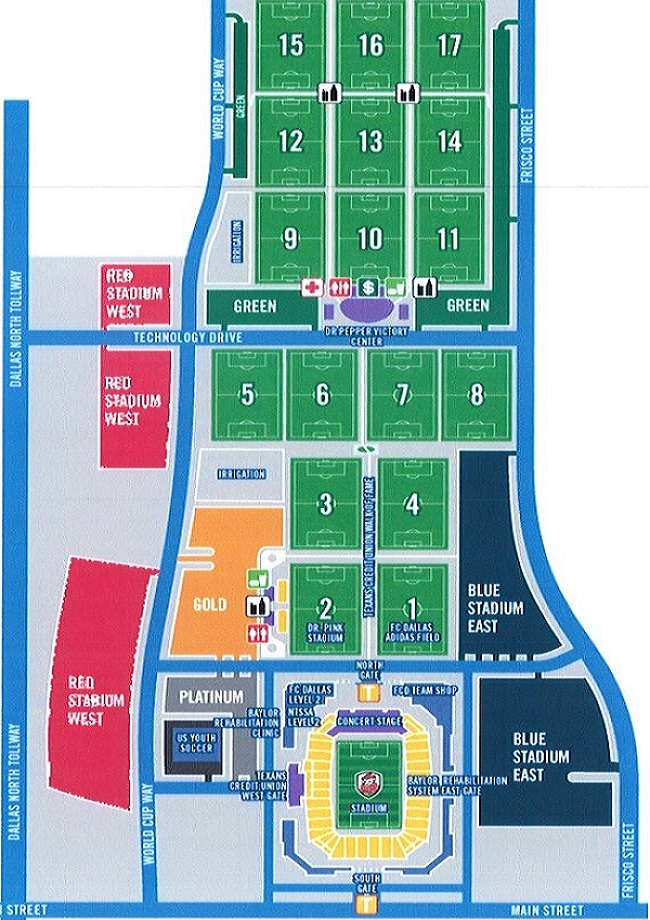 15
16
17
WORLD CUP WAY
GREEN
12
13
14
FRISCO STREET
9
10
11
IRRIGATION
DALLAS NORTH TOLLWAY
RED
STADIUM
WEST
$
GREEN
GREEN
DR PEPPER VICTORY
CENTER
TECHNOLOGY DRIVE
RED
STADIUM
WEST
5
6
7
8
IRRIGATION
3
4
TEXANS CREDIT UNION WALK OF FAME
GOLD
2
DR. PINK
STADIUM
1
FC DALLAS
ADIDAS FIELD
BLUE
STADIUM
EAST
RED
STADIUM
WEST
NORTH
GATE
T
PLATINUM
FC DALLAS
LEVEL 2
FCD TEAM SHOP
BAYLOR
REHABILITATION
CLINIC
NTSSA
LEVEL 2
CONCERT STAGE
US YOUTH
SOCCER
BLUE
STADIUM
EAST
TEXANS
CREDIT UNION
WEST GATE
BAYLOR REHABILITATION
SYSTEM EAST GATE
STADIUM
DALLAS NORTH TOLLWAY
WORLD CUP WAY
FRISCO STREET
SOUTH
GATE
T
STREET
MAIN STREET